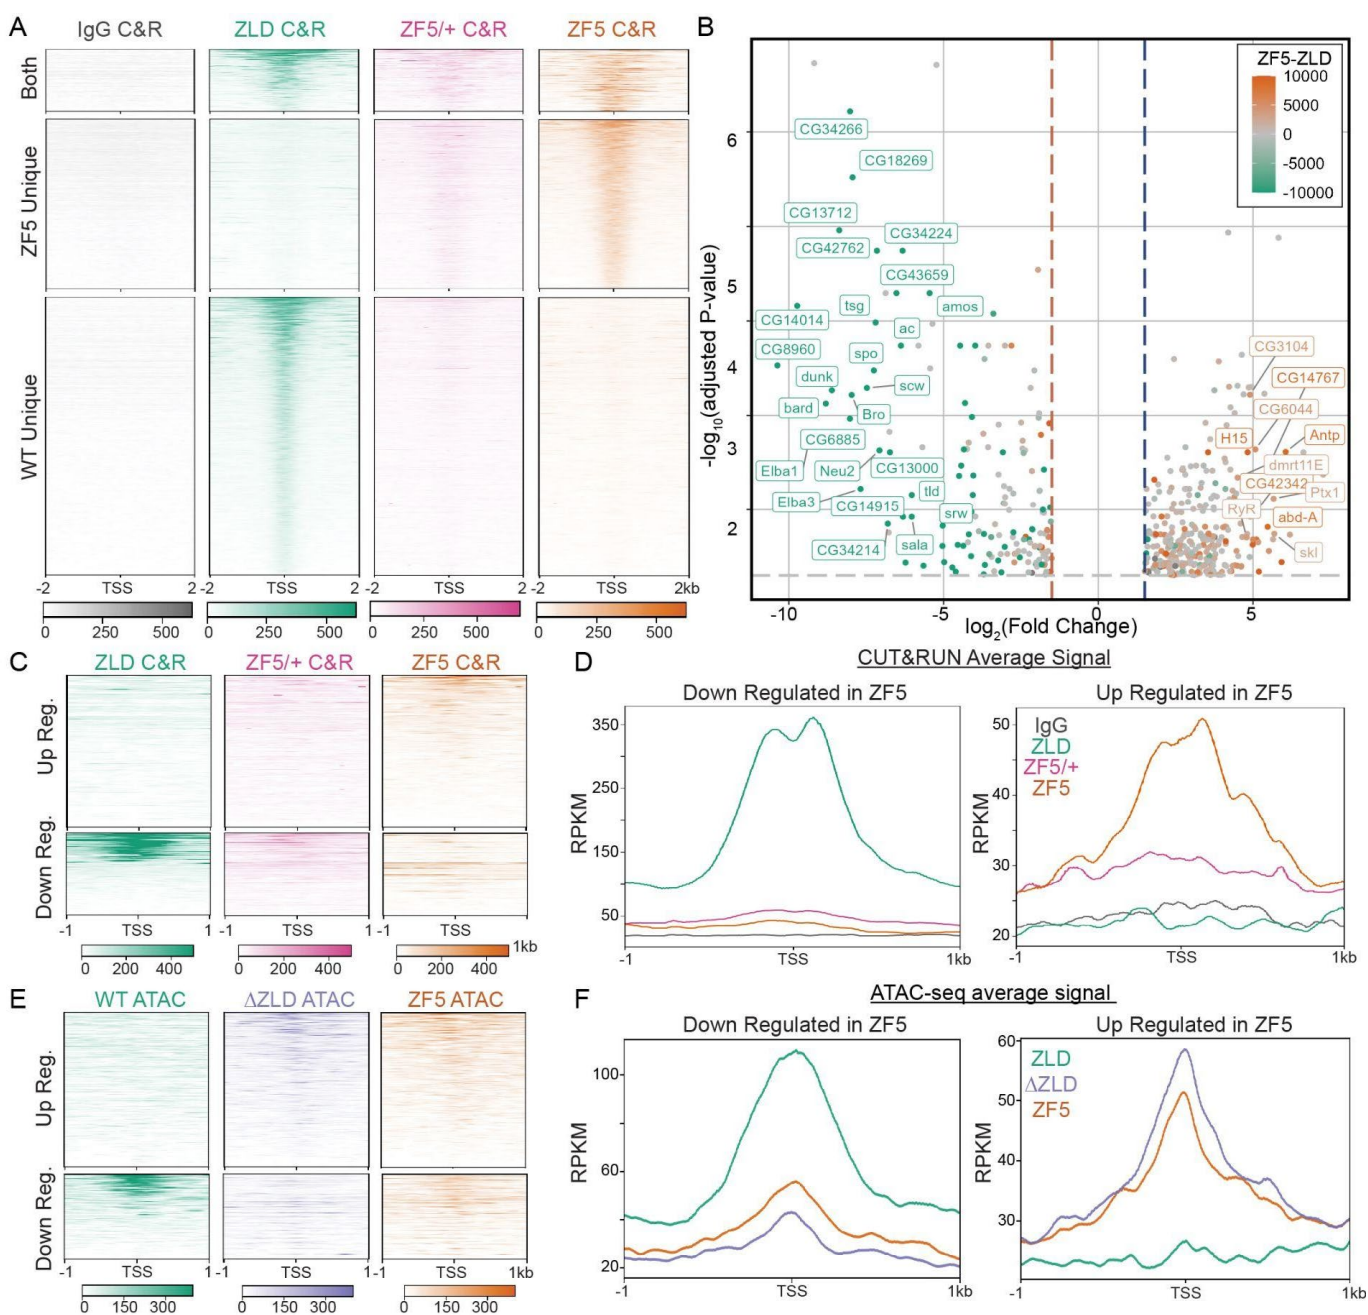 A
IgG C&R
ZLD C&R
ZF5/+ C&R
ZF5 C&R
Both
ZF5 Unique
WT Unique
-2 TSS 2
-2 TSS 2
-2 TSS 2
-2 TSS 2kb
0 250 500
0 250 500
0 250 500
0 250 500
B
ZF5-ZLD
10000
5000
0
-5000
-10000
-log10(adjusted P-value)
6
5
4
3
2
CG34266
CG18269
CG13712
CG42762
CG34224
CG43659
tsg
amos
CG14014
ac
CG8960
spo
dunk
scw
bard
Bro
CG6885
Elba1
Neu2
CG13000
Elba3
tld
CG14915
srw
CG34214
sala
CG3104
CG14767
CG6044
H15
Antp
dmrt11E
CG42342
Ptx1
RyR
abd-A
skl
-10 -5 0 5
log2(Fold Change)
C
ZLD C&R
ZF5/+ C&R
ZF5 C&R
Up Reg.
Down Reg.
-1 TSS 1
-1 TSS 1
-1 TSS 1
0 200 400
0 200 400
0 200 400
1kb
D
CUT&RUN Average Signal
Down Regulated in ZF5
RPKM
350
250
150
50
-1 TSS 1kb
Up Regulated in ZF5
IgG
ZLD
ZF5/+
ZF5
RPKM
50
40
30
20
-1 TSS 1kb
E
WT ATAC
ΔZLD ATAC
ZF5 ATAC
Up Reg.
Down Reg.
-1 TSS 1
-1 TSS 1
-1 TSS 1kb
0 150 300
0 150 300
0 150 300
F
ATAC-seq average signal
Down Regulated in ZF5
RPKM
100
60
20
-1 TSS 1kb
Up Regulated in ZF5
ZLD
ΔZLD
ZF5
RPKM
60
50
40
30
-1 TSS 1kb